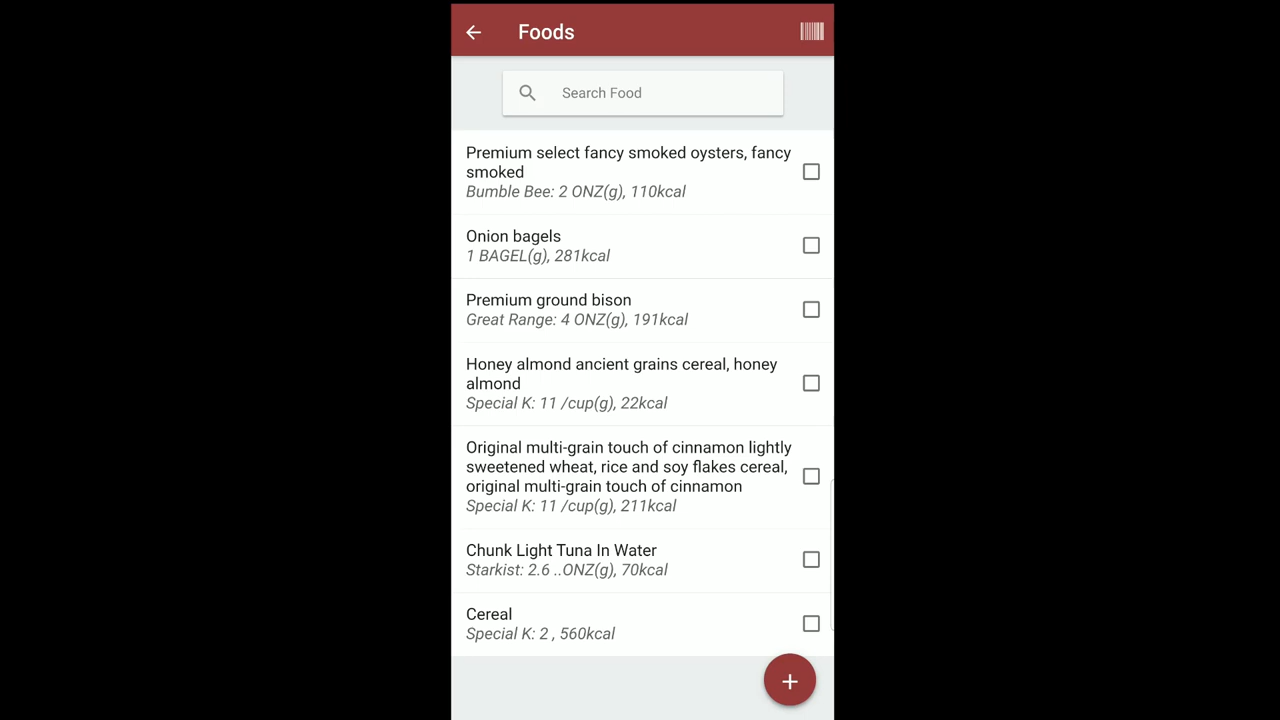 Foods
Search Food
Premium select fancy smoked oysters, fancy
smoked
Bumble Bee: 2 ONZ(g), 110kcal
Onion bagels
1 BAGEL(g), 281kcal
Premium ground bison
Great Range: 4 ONZ(g), 191kcal
Honey almond ancient grains cereal, honey
almond
Special K: 11 /cup(g), 22kcal
Original multi-grain touch of cinnamon lightly
sweetened wheat, rice and soy flakes cereal,
original multi-grain touch of cinnamon
Special K: 11 /cup(g), 211kcal
Chunk Light Tuna In Water
Starkist: 2.6 ..ONZ(g), 70kcal
Cereal
Special K: 2 , 560kcal